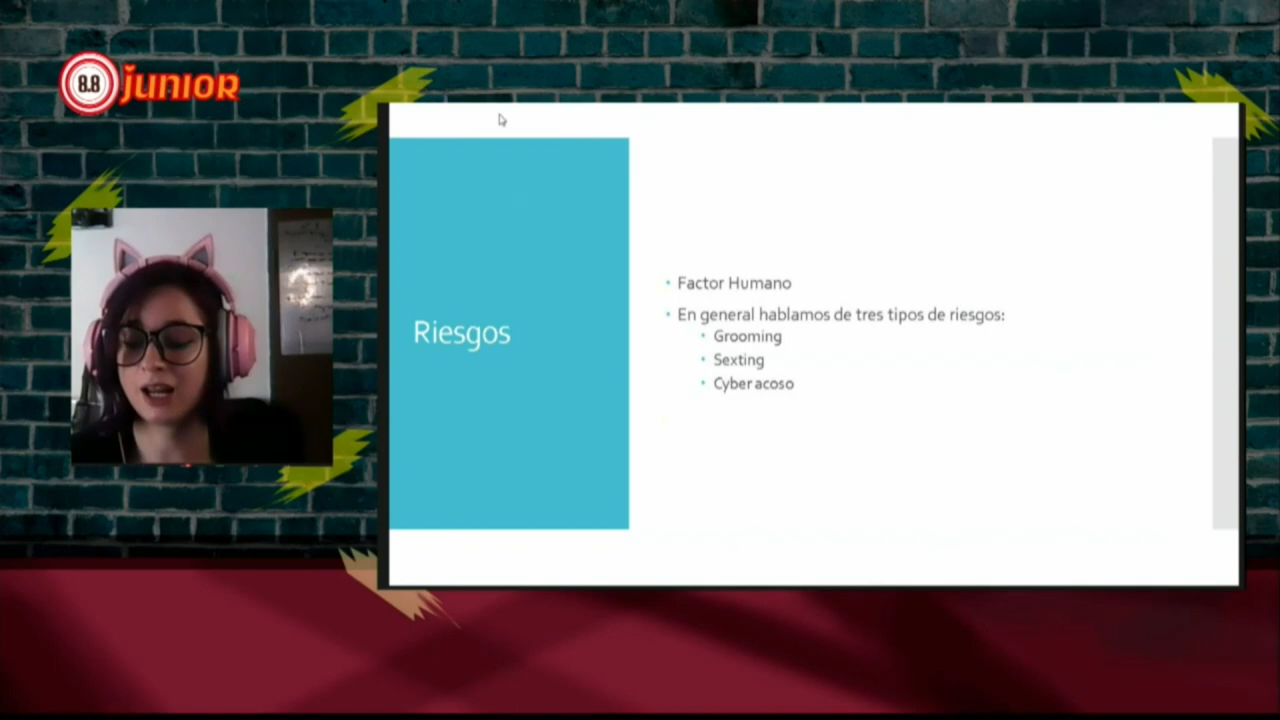 8.8 JUNIOR
Riesgos
• Factor Humano
• En general hablamos de tres tipos de riesgos:
• Grooming
• Sexting
• Cyber acoso